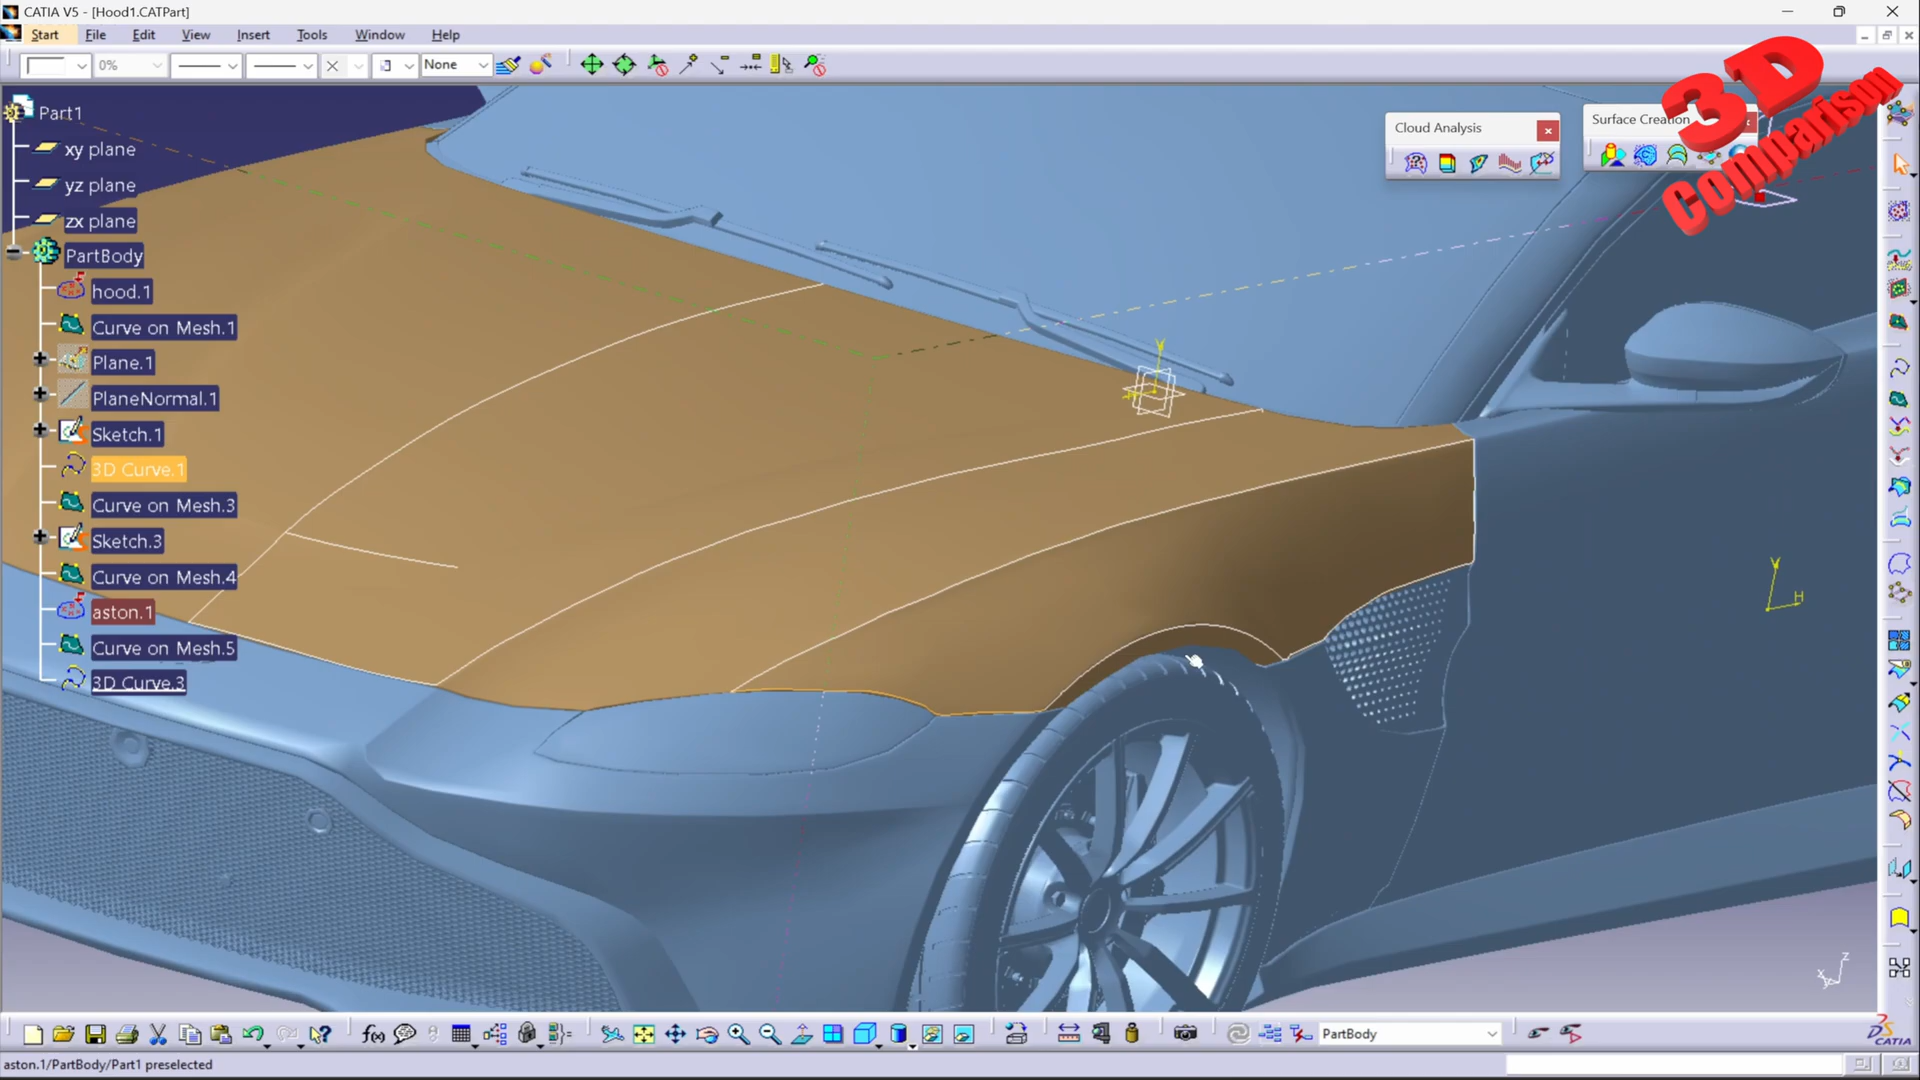 CATIA V5 - [Hood1.CATPart]
Start File Edit View Insert Tools Window Help
0%
None
3D
Comparison
Part1
Cloud Analysis
Surface Creation
xy plane
yz plane
zx plane
PartBody
hood.1
Curve on Mesh.1
Plane.1
PlaneNormal.1
Sketch.1
3D Curve.1
Curve on Mesh.3
Sketch.3
Curve on Mesh.4
aston.1
Curve on Mesh.5
3D Curve.3
Y
V
H
Z
X
f(x)
PartBody
CATIA
aston.1/PartBody/Part1 preselected